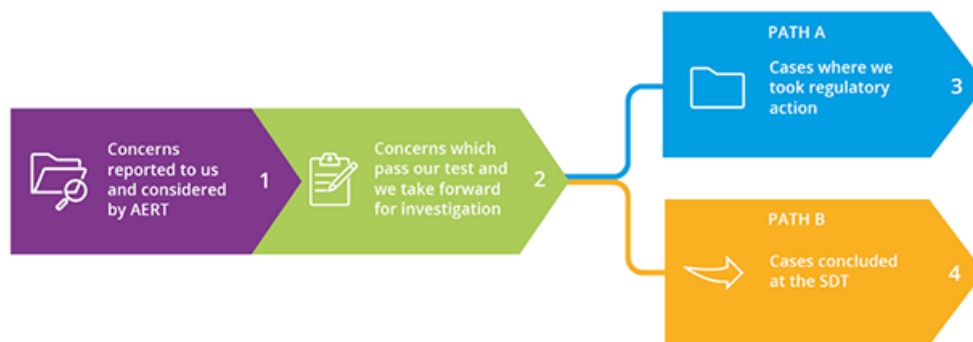 Concerns
reported to us
and considered
by AERT
1
Concerns which
pass our test and
we take forward
for investigation
2
PATH A
Cases where we
took regulatory
action
3
PATH B
Cases concluded
at the SDT
4